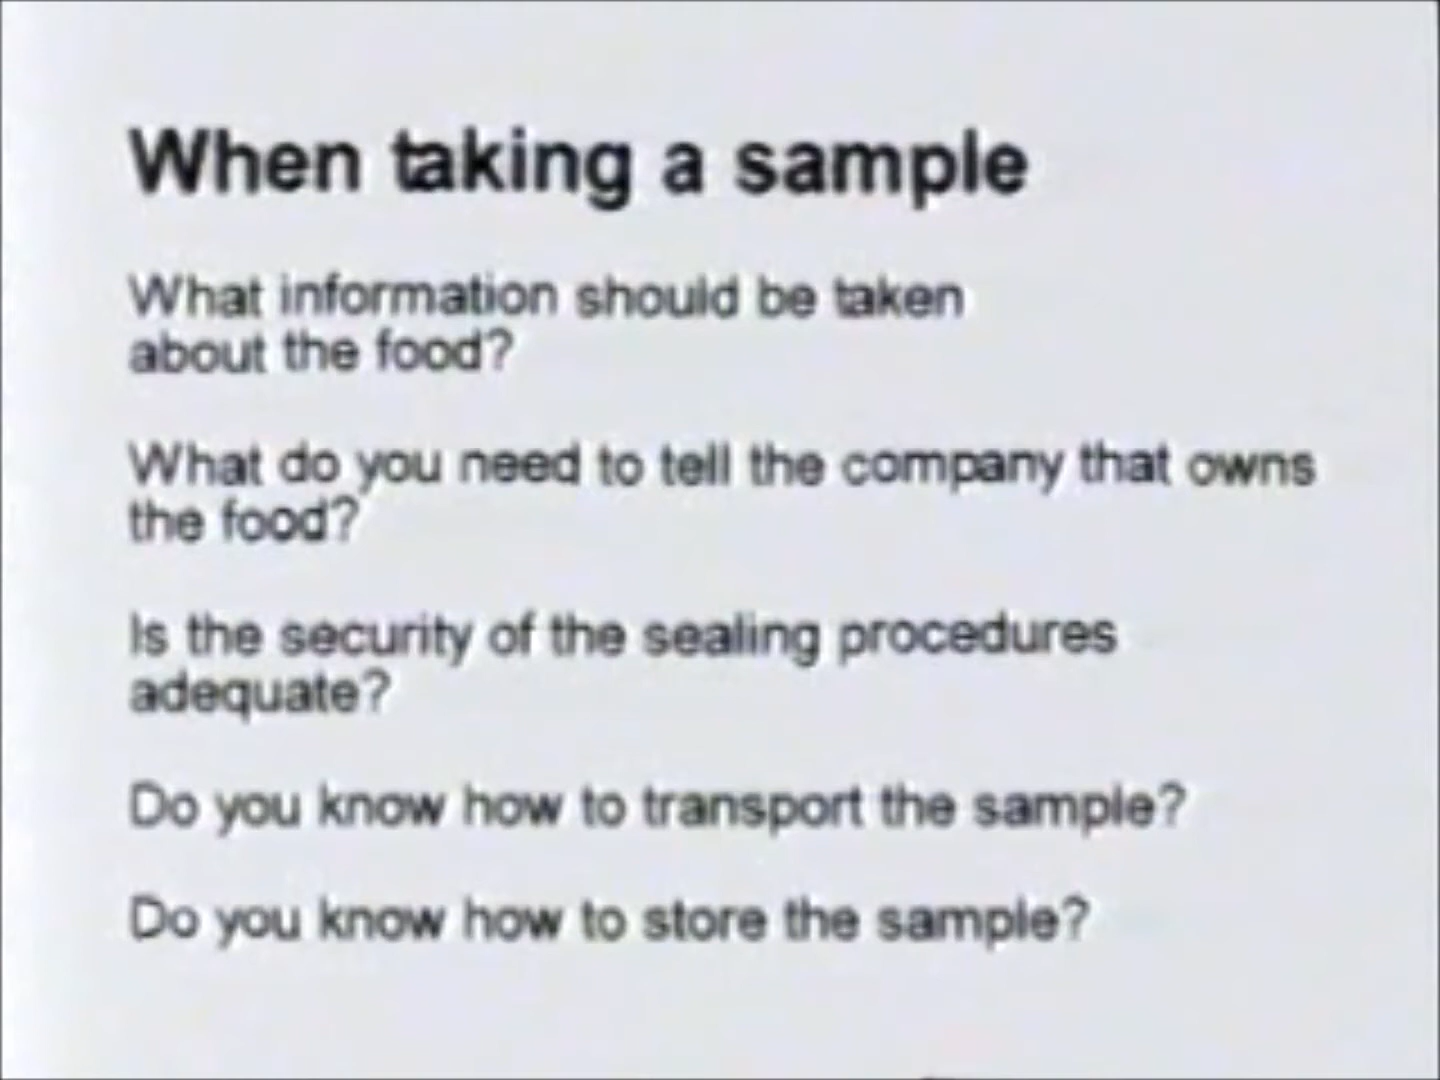 When taking a sample
What information should be taken
about the food?
What do you need to tell the company that owns
the food?
Is the security of the sealing procedures
adequate?
Do you know how to transport the sample?
Do you know how to store the sample?